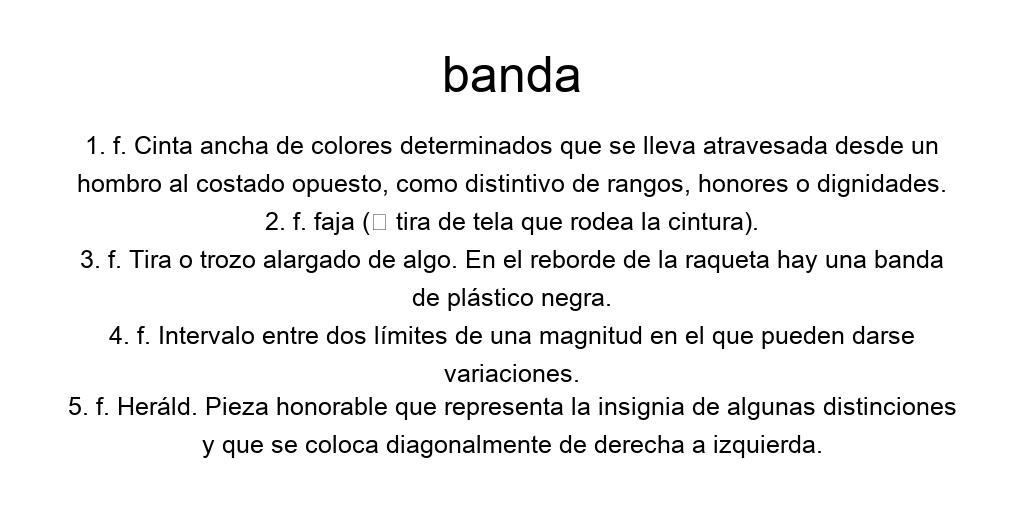 banda
1. f. Cinta ancha de colores determinados que se lleva atravesada desde un
hombro al costado opuesto, como distintivo de rangos, honores o dignidades.
2. f. faja (□ tira de tela que rodea la cintura).
3. f. Tira o trozo alargado de algo. En el reborde de la raqueta hay una banda
de plástico negra.
4. f. Intervalo entre dos límites de una magnitud en el que pueden darse
variaciones.
5. f. Heráld. Pieza honorable que representa la insignia de algunas distinciones
y que se coloca diagonalmente de derecha a izquierda.